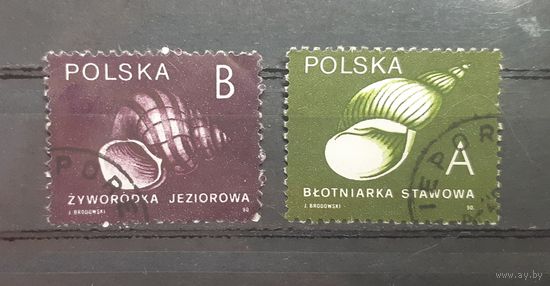 POLSKA B
ŻYWORÓDKA JEZIOROWA
J. BRODOWSKI 90.
POLSKA
A
BŁOTNIARKA STAWOWA
J. BRODOWSKI 90.
www.ay.by